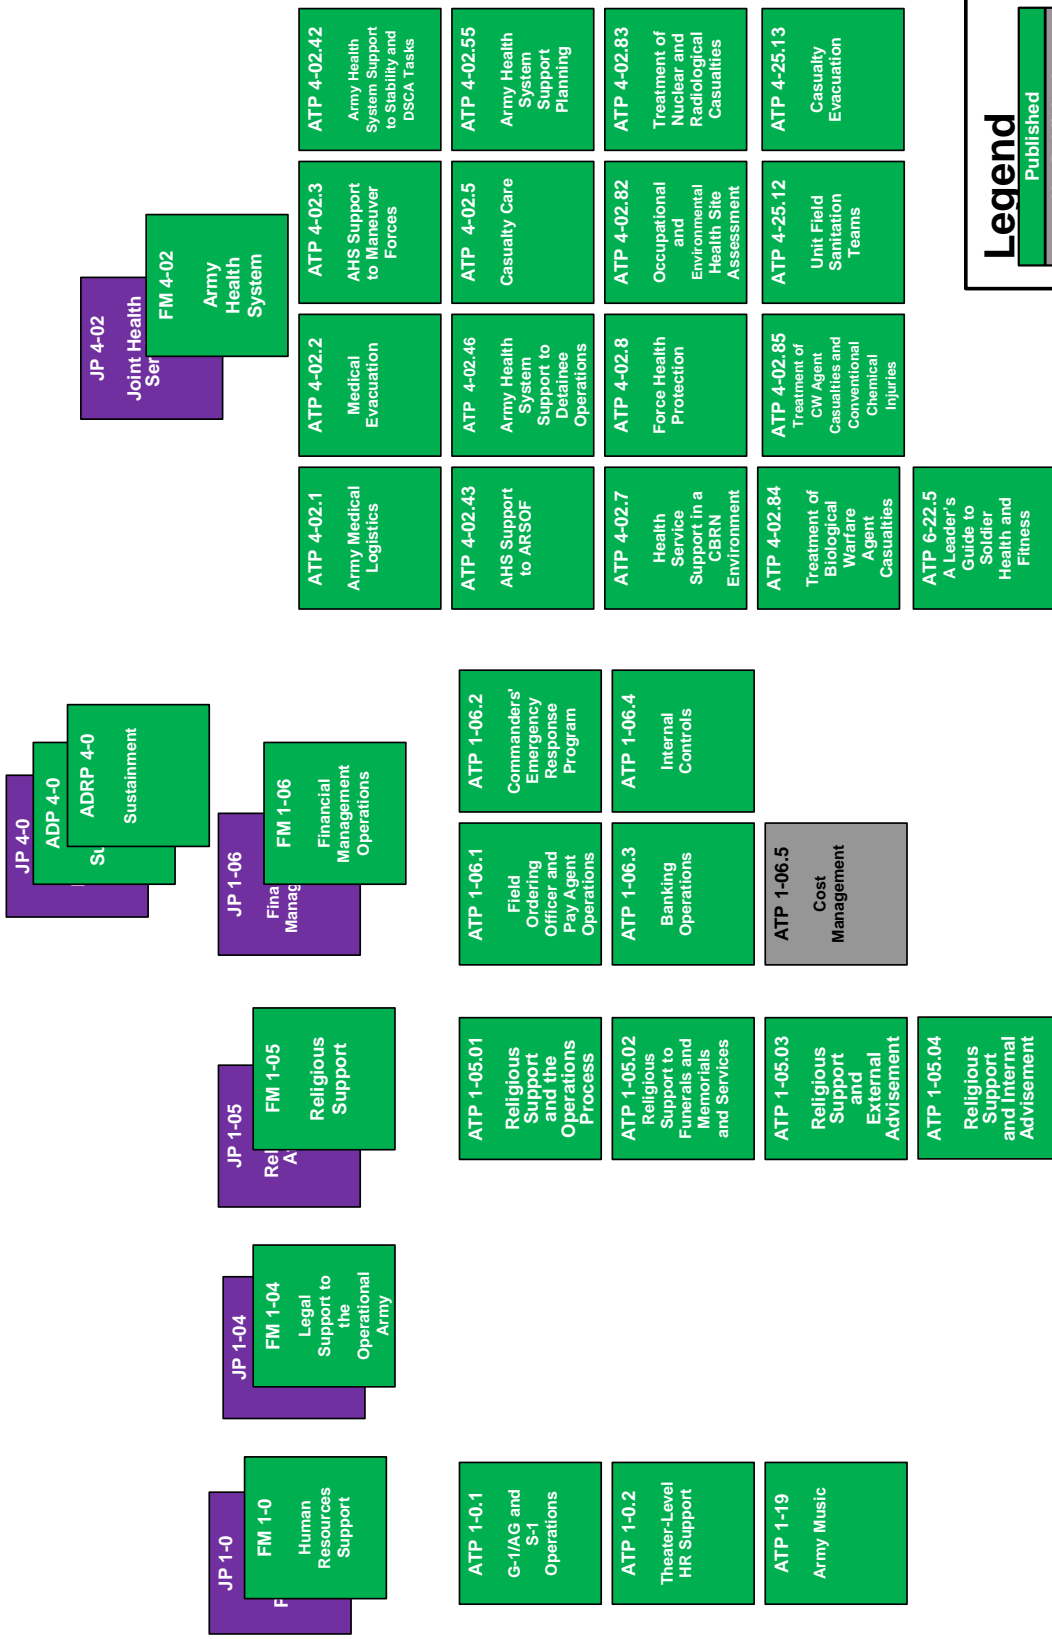 JP 4-0
ADP 4-0
Su
ADRP 4-0
Sustainment
JP 1-0
P
FM 1-0
Human
Resources
Support
JP 1-04
FM 1-04
Legal
Support to
the
Operational
Army
JP 1-05
Rel
A
FM 1-05
Religious
Support
JP 1-06
Fina
Manag
FM 1-06
Financial
Management
Operations
JP 4-02
Joint Health
Ser
FM 4-02
Army
Health
System
ATP 1-0.1
G-1/AG and
S-1
Operations
ATP 1-0.2
Theater-Level
HR Support
ATP 1-19
Army Music
ATP 1-05.01
Religious
Support
and the
Operations
Process
ATP 1-05.02
Religious
Support to
Funerals and
Memorials
and Services
ATP 1-05.03
Religious
Support
and
External
Advisement
ATP 1-05.04
Religious
Support
and Internal
Advisement
ATP 1-06.1
Field
Ordering
Officer and
Pay Agent
Operations
ATP 1-06.2
Commanders'
Emergency
Response
Program
ATP 1-06.3
Banking
Operations
ATP 1-06.4
Internal
Controls
ATP 1-06.5
Cost
Management
ATP 4-02.1
Army Medical
Logistics
ATP 4-02.2
Medical
Evacuation
ATP 4-02.3
AHS Support
to Maneuver
Forces
ATP 4-02.42
Army Health
System Support
to Stability and
DSCA Tasks
ATP 4-02.43
AHS Support
to ARSOF
ATP 4-02.46
Army Health
System
Support to
Detainee
Operations
ATP 4-02.5
Casualty Care
ATP 4-02.55
Army Health
System
Support
Planning
ATP 4-02.7
Health
Service
Support in a
CBRN
Environment
ATP 4-02.8
Force Health
Protection
ATP 4-02.82
Occupational
and
Environmental
Health Site
Assessment
ATP 4-02.83
Treatment of
Nuclear and
Radiological
Casualties
ATP 4-02.84
Treatment of
Biological
Warfare
Agent
Casualties
ATP 4-02.85
Treatment of
CW Agent
Casualties and
Conventional
Chemical
Injuries
ATP 4-25.12
Unit Field
Sanitation
Teams
ATP 4-25.13
Casualty
Evacuation
ATP 6-22.5
A Leader's
Guide to
Soldier
Health and
Fitness
Legend
Published